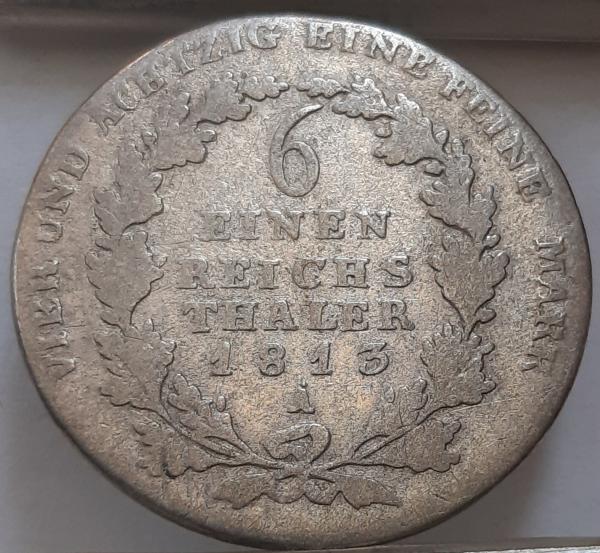 VIER UND ACHTZIG EINE FEINE MARK
6
EINEN
REICHS
THALER
1813
A